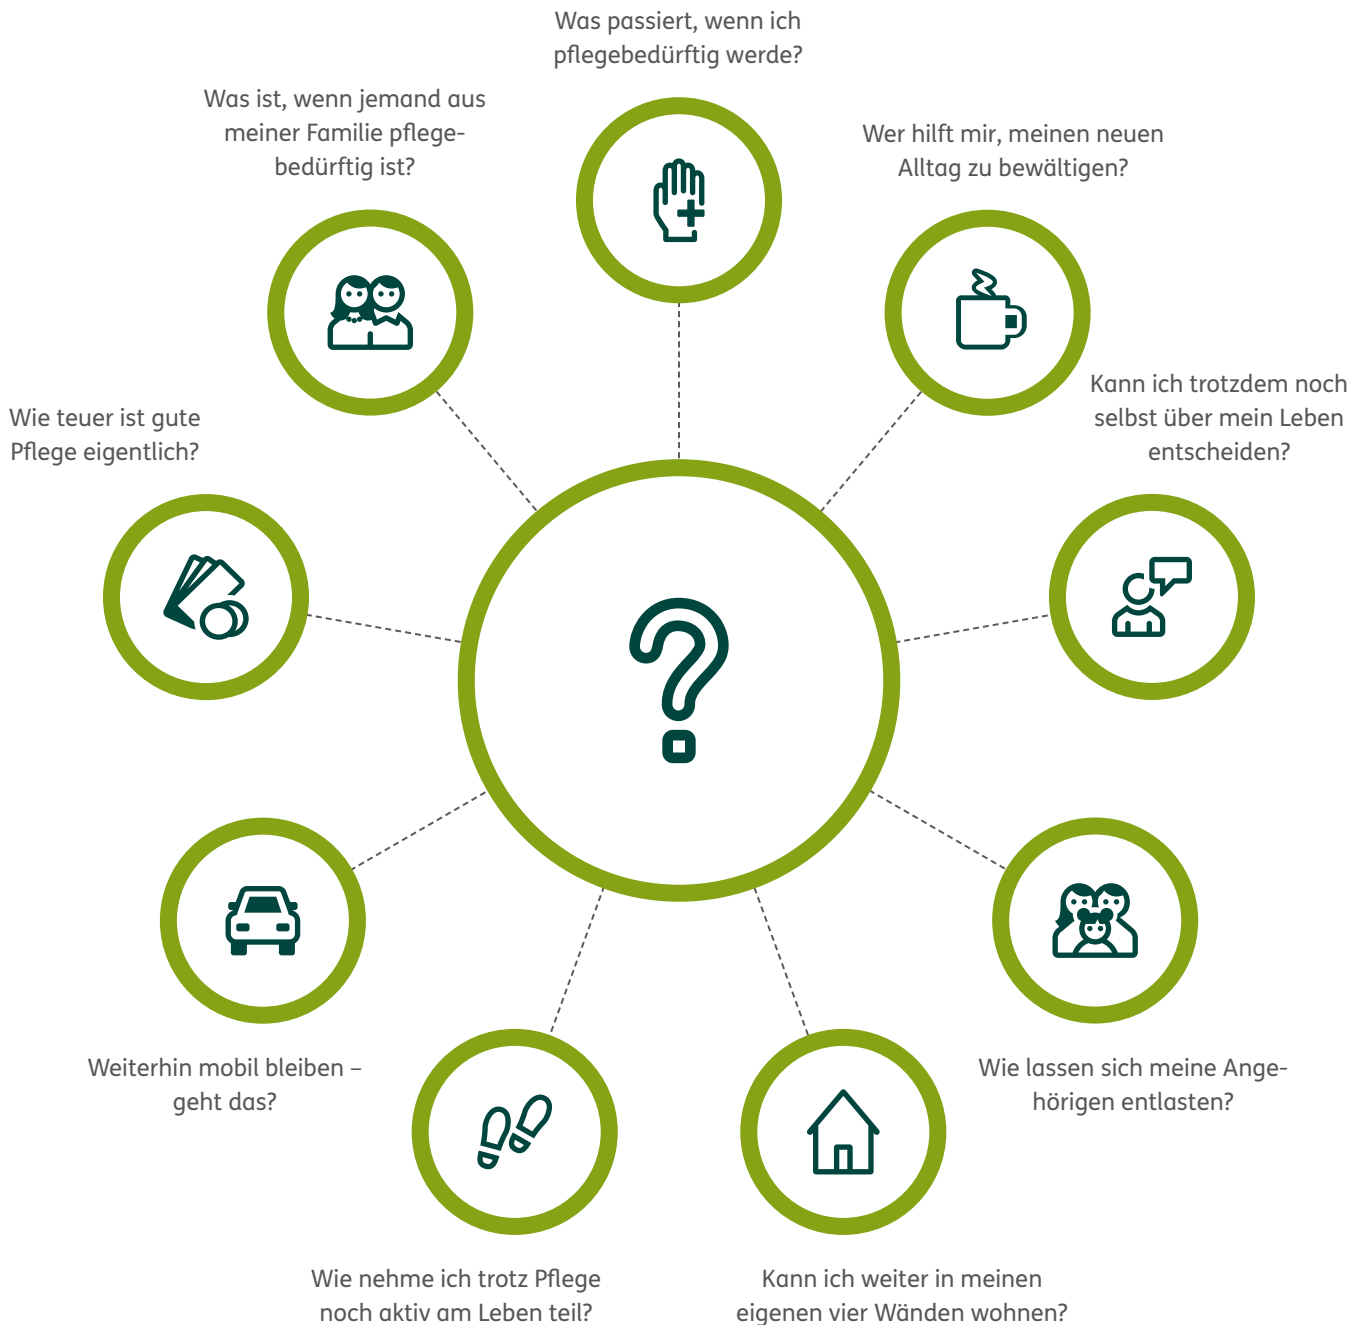 Was passiert, wenn ich
pflegebedürftig werde?
Was ist, wenn jemand aus
meiner Familie pflege-
bedürftig ist?
Wer hilft mir, meinen neuen
Alltag zu bewältigen?
Kann ich trotzdem noch
selbst über mein Leben
entscheiden?
Wie teuer ist gute
Pflege eigentlich?
Weiterhin mobil bleiben –
geht das?
Wie lassen sich meine Ange-
hörigen entlasten?
Wie nehme ich trotz Pflege
noch aktiv am Leben teil?
Kann ich weiter in meinen
eigenen vier Wänden wohnen?